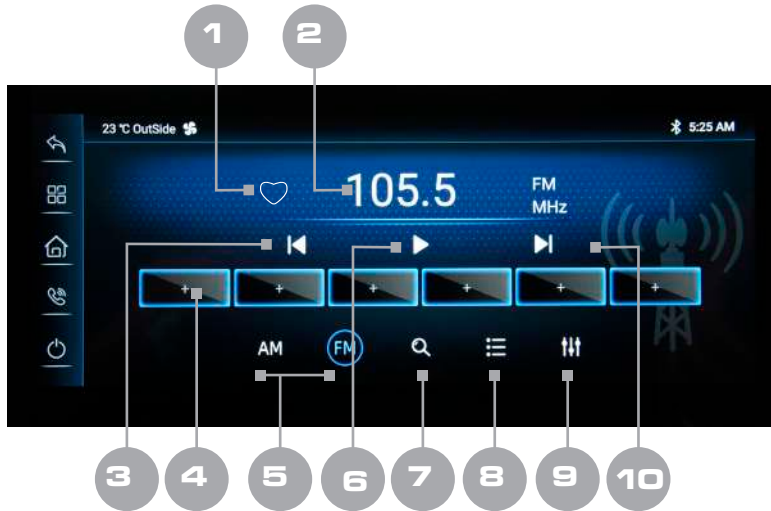 1 2
23 °C OutSide 5:25 AM
105.5 FM
MHz
+ + + + + +
AM FM
3 4 5 6 7 8 9 10